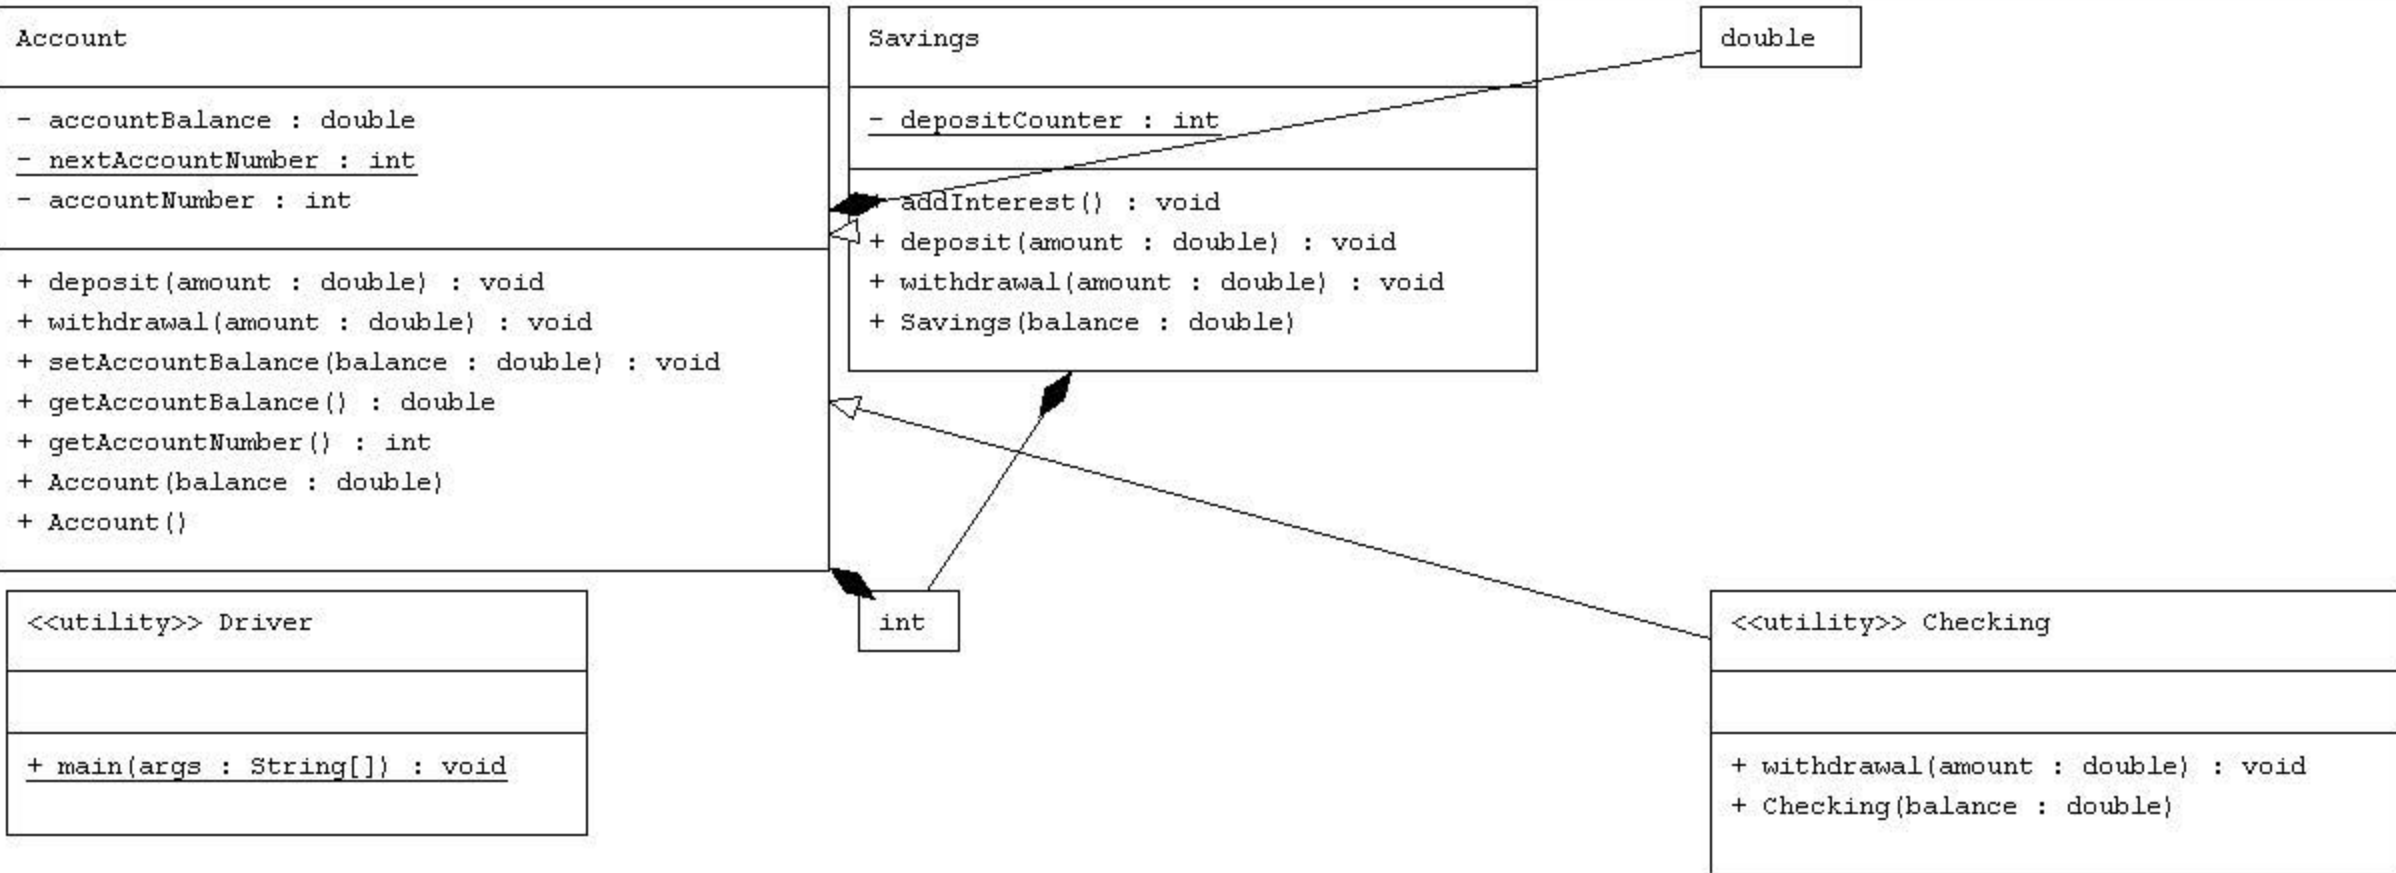 Account
- accountBalance : double
- nextAccountNumber : int
- accountNumber : int
+ deposit(amount : double) : void
+ withdrawal(amount : double) : void
+ setAccountBalance(balance : double) : void
+ getAccountBalance() : double
+ getAccountNumber() : int
+ Account(balance : double)
+ Account()
Savings
- depositCounter : int
addInterest() : void
+ deposit(amount : double) : void
+ withdrawal(amount : double) : void
+ Savings(balance : double)
double
<<utility>> Driver
+ main(args : String[]) : void
int
<<utility>> Checking
+ withdrawal(amount : double) : void
+ Checking(balance : double)